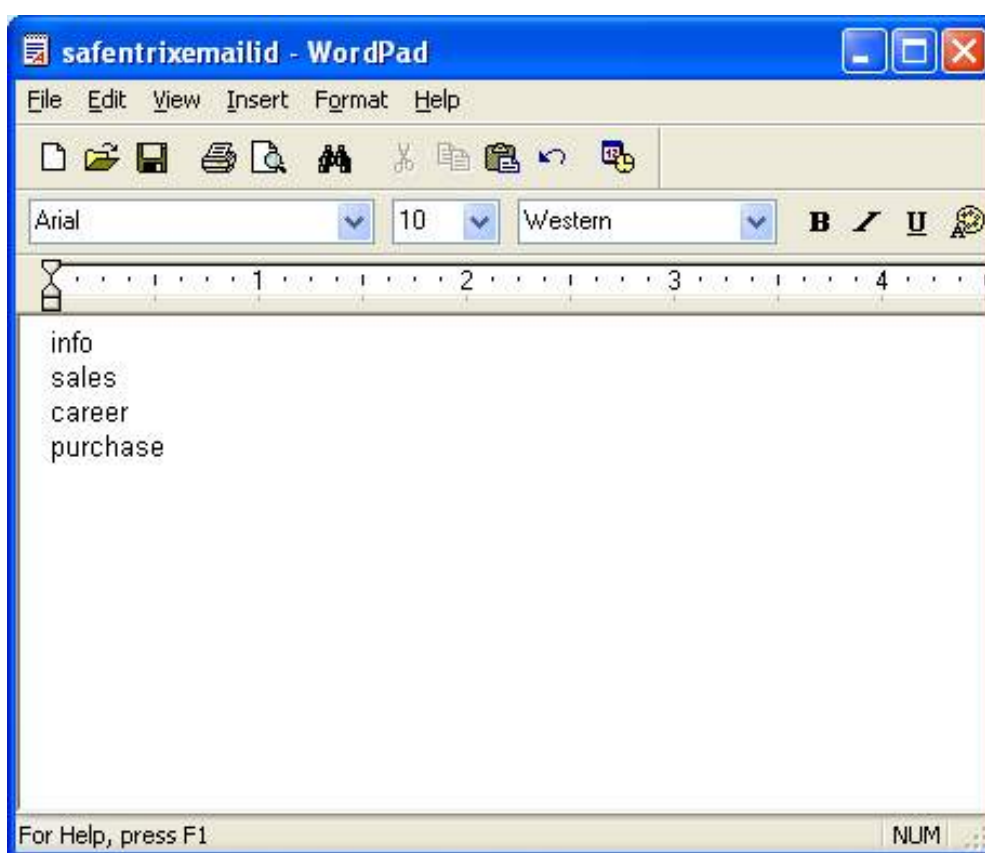 safentrixemailid - WordPad
File Edit View Insert Format Help
Arial 10 Western B I U
1 2 3 4
info
sales
career
purchase
For Help, press F1 NUM